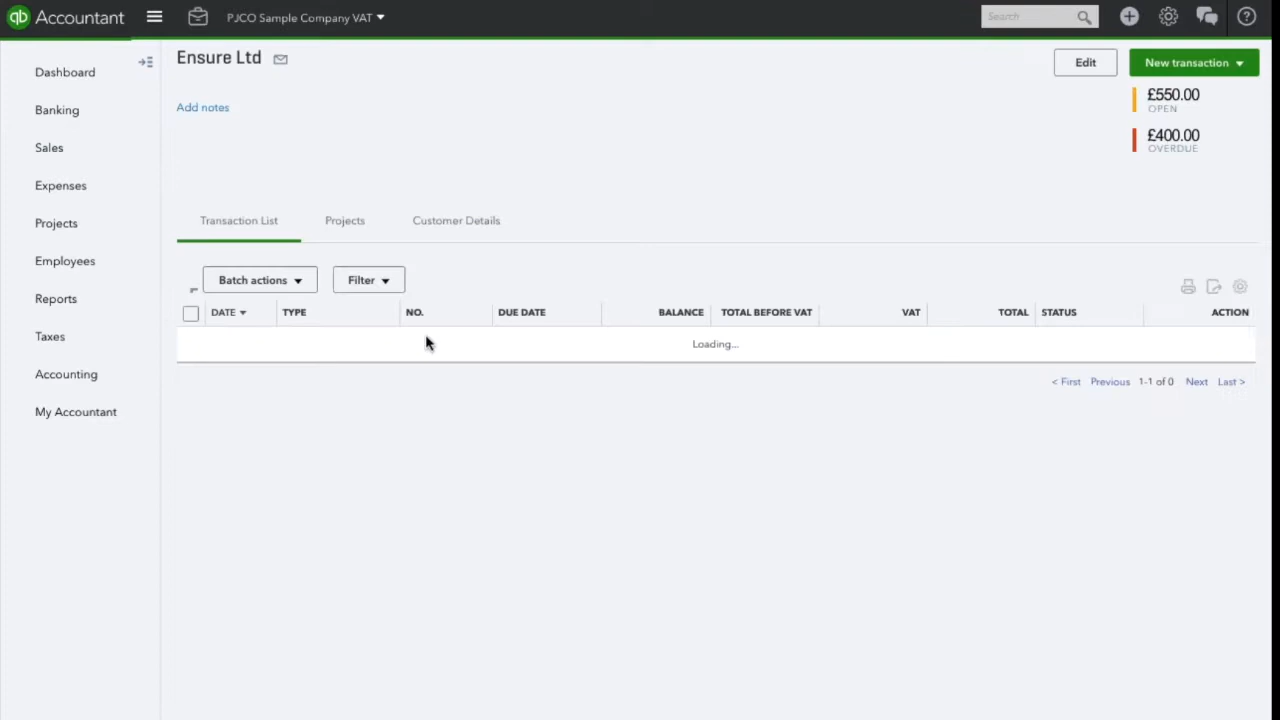 qb Accountant PJCO Sample Company VAT Search
Ensure Ltd Edit New transaction
Add notes
£550.00
OPEN
£400.00
OVERDUE
Dashboard
Banking
Sales
Expenses
Projects
Employees
Reports
Taxes
Accounting
My Accountant
Transaction List Projects Customer Details
Batch actions Filter
DATE TYPE NO. DUE DATE BALANCE TOTAL BEFORE VAT VAT TOTAL STATUS ACTION
Loading...
< First Previous 1-1 of 0 Next Last >